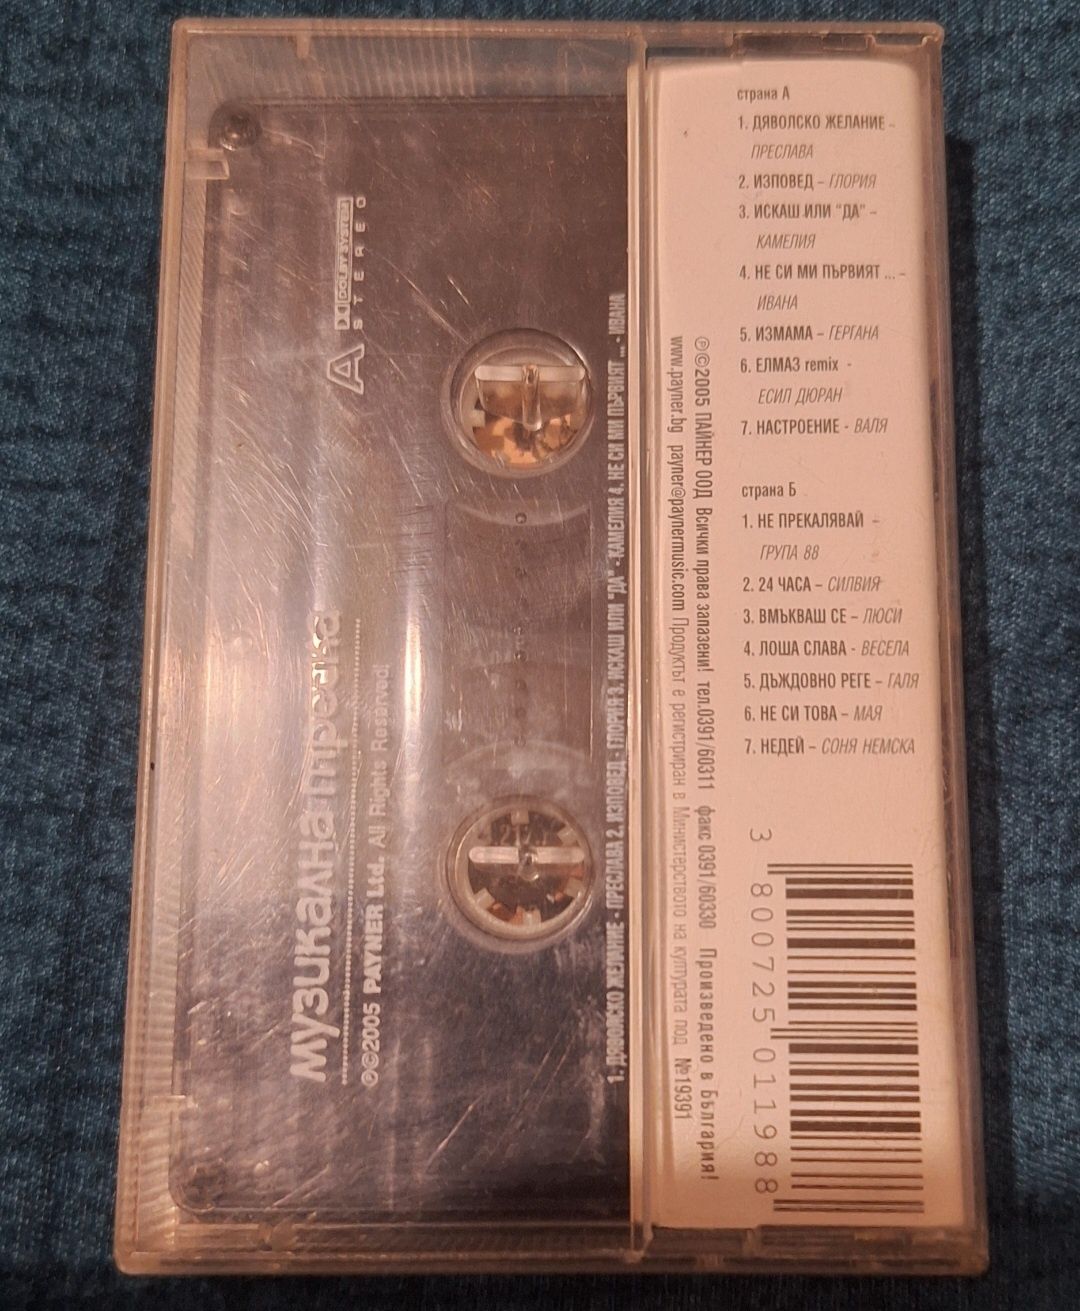 страна А
1. ДЯВОЛСКО ЖЕЛАНИЕ -
ПРЕСЛАВА
2. ИЗПОВЕД – ГЛОРИЯ
3. ИСКАШ ИЛИ "ДА" –
КАМЕЛИЯ
4. НЕ СИ МИ ПЪРВИЯТ ... -
ИВАНА
5. ИЗМАМА – ГЕРГАНА
6. ЕЛМАЗ remix -
ЕСИЛ ДЮРАН
7. НАСТРОЕНИЕ - ВАЛЯ
страна Б
1. НЕ ПРЕКАЛЯВАЙ –
ГРУПА 88
2. 24 ЧАСА – СИЛВИЯ
3. ВМЪКВАШ СЕ – ЛЮСИ
4. ЛОША СЛАВА - ВЕСЕЛА
5. ДЪЖДОВНО РЕГЕ – ГАЛЯ
6. НЕ СИ ТОВА – МАЯ
7. НЕДЕЙ – СОНЯ НЕМСКА
℗©2005 ПАЙНЕР ООД Всички права запазени! тел.0391/60311 факс 0391/60330 Произведено в България!
www.payner.bg payner@paynermusic.com Продуктът е регистриран в Министерството на културата под №19391
3 800725 011988
A
DOLBY SYSTEM
STEREO
музикална пътека
℗©2005 PAYNER Ltd. All Rights Reserved!
1. ДЯВОЛСКО ЖЕЛАНИЕ - ПРЕСЛАВА 2. ИЗПОВЕД - ГЛОРИЯ 3. ИСКАШ ИЛИ "ДА" - КАМЕЛИЯ 4. НЕ СИ МИ ПЪРВИЯТ ... - ИВАНА